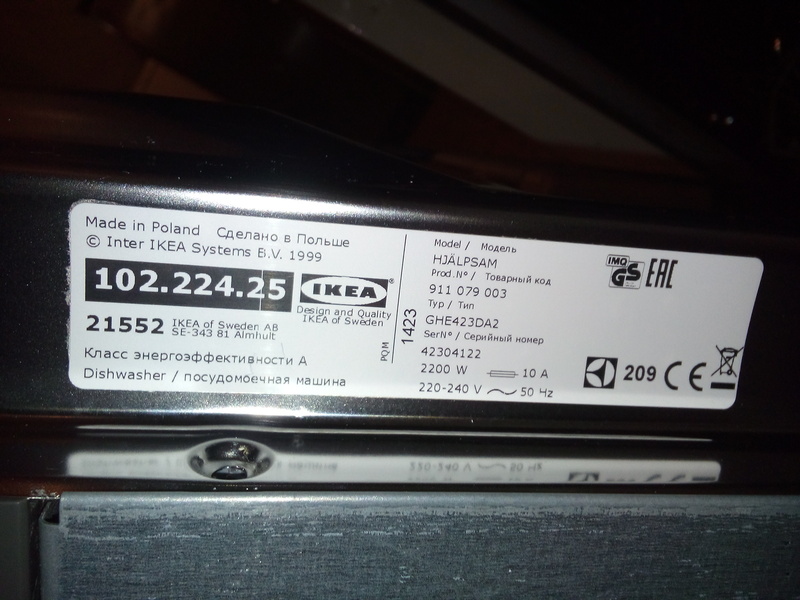 Made in Poland Сделано в Польше
© Inter IKEA Systems B.V. 1999
102.224.25
IKEA®
Design and Quality
IKEA of Sweden
21552
IKEA of Sweden AB
SE-343 81 Älmhult
Класс энергоэффективности A
Dishwasher / посудомоечная машина
PQM
1423
Model / Модель
HJÄLPSAM
Prod.N° / Товарный код
911 079 003
Typ / Тип
GHE423DA2
SerN° / Серийный номер
42304122
2200 W 10 A
220-240 V 50 Hz
IMQ
GS
EAC
209 CE